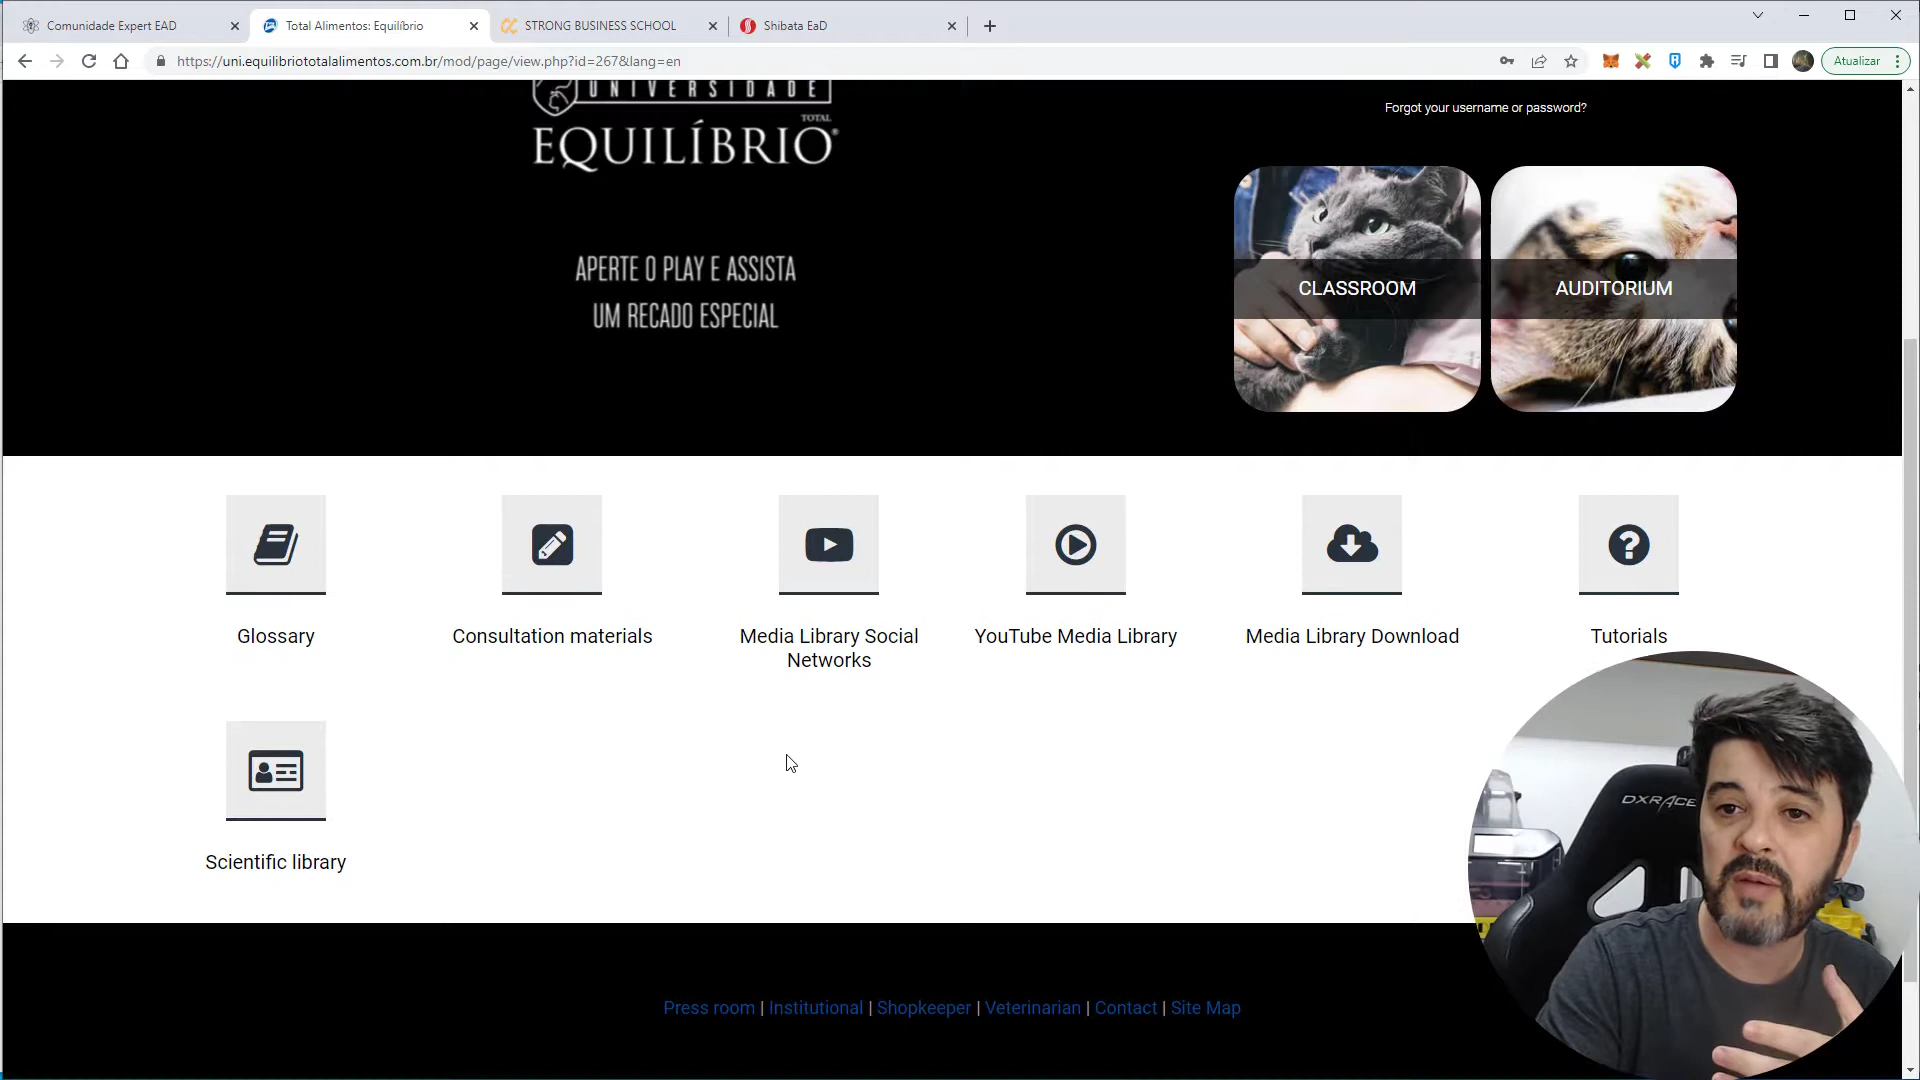 Comunidade Expert EAD
Total Alimentos: Equilíbrio
STRONG BUSINESS SCHOOL
Shibata EaD
https://uni.equilibriototalalimentos.com.br/mod/page/view.php?id=267&lang=en
Atualizar
UNIVERSIDADE
TOTAL
EQUILÍBRIO®
APERTE O PLAY E ASSISTA
UM RECADO ESPECIAL
Forgot your username or password?
CLASSROOM
AUDITORIUM
Glossary
Consultation materials
Media Library Social
Networks
YouTube Media Library
Media Library Download
Tutorials
Scientific library
DXRACE
Press room | Institutional | Shopkeeper | Veterinarian | Contact | Site Map